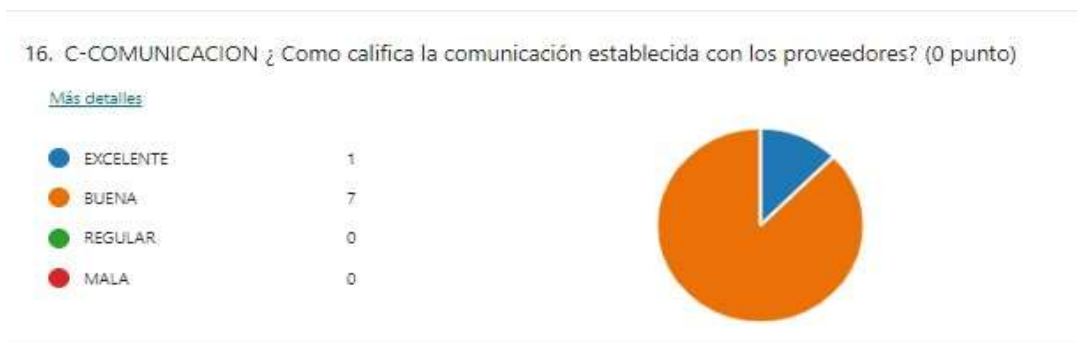 16. C-COMUNICACION ¿ Como califica la comunicación establecida con los proveedores? (0 punto)
Más detalles
EXCELENTE 1
BUENA 7
REGULAR 0
MALA 0